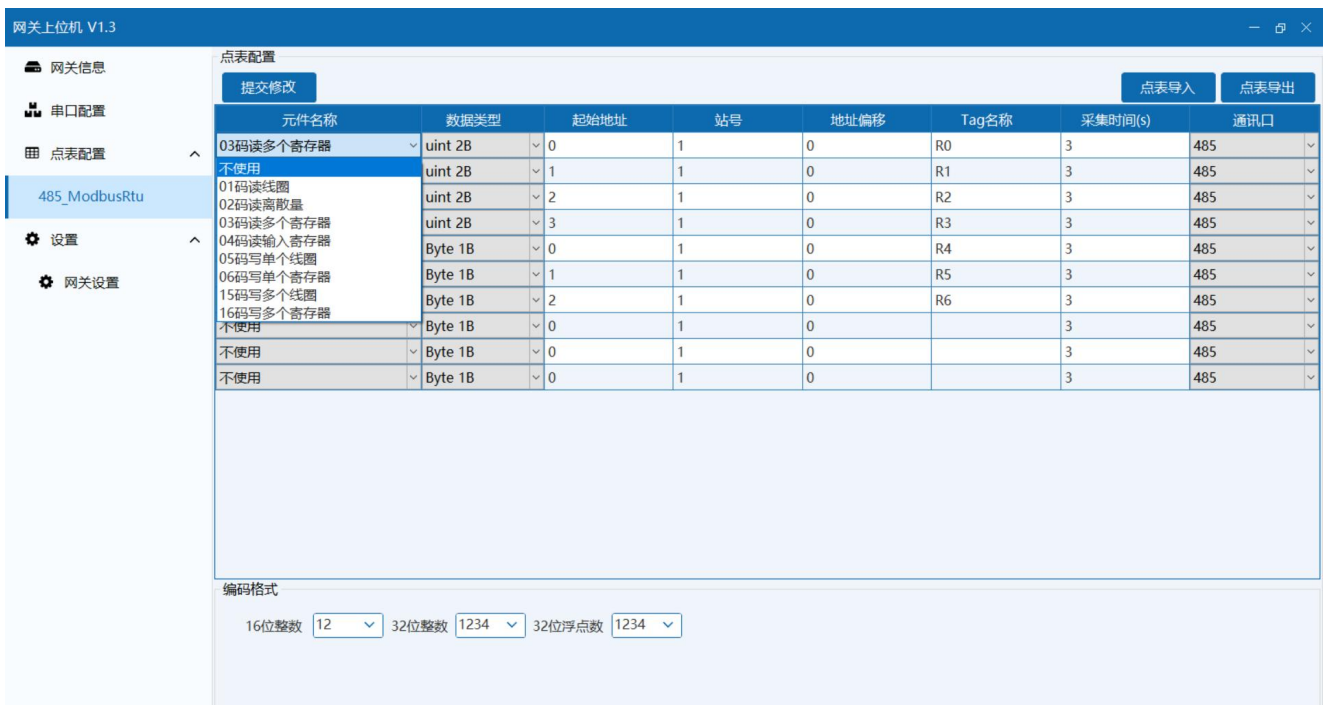 网关上位机 V1.3
网关信息
串口配置
点表配置
485_ModbusRtu
设置
网关设置
点表配置
提交修改 点表导入 点表导出
元件名称 数据类型 起始地址 站号 地址偏移 Tag名称 采集时间(s) 通讯口
03码读多个寄存器 uint 2B 0 1 0 R0 3 485
uint 2B 1 1 0 R1 3 485
uint 2B 2 1 0 R2 3 485
uint 2B 3 1 0 R3 3 485
Byte 1B 0 1 0 R4 3 485
Byte 1B 1 1 0 R5 3 485
Byte 1B 2 1 0 R6 3 485
不使用
01码读线圈
02码读离散量
03码读多个寄存器
04码读输入寄存器
05码写单个线圈
06码写单个寄存器
15码写多个线圈
16码写多个寄存器
不使用 Byte 1B 0 1 0 3 485
不使用 Byte 1B 0 1 0 3 485
不使用 Byte 1B 0 1 0 3 485
编码格式
16位整数 12 32位整数 1234 32位浮点数 1234